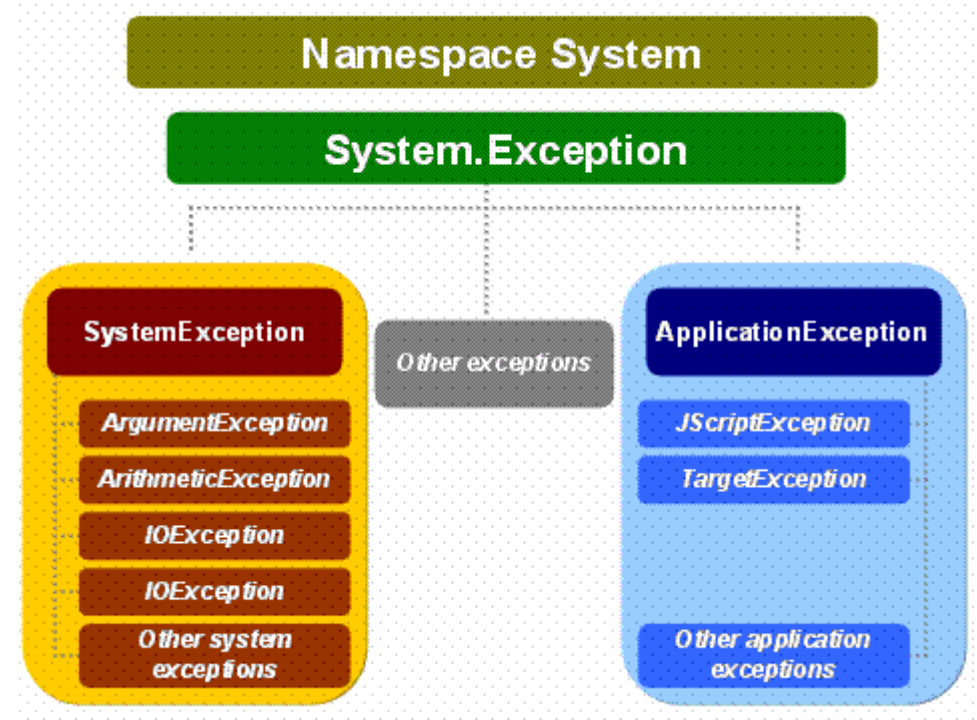 Namespace System
System.Exception
SystemException
ArgumentException
ArithmeticException
IOException
IOException
Other system
exceptions
Other exceptions
ApplicationException
JScriptException
TargetException
Other application
exceptions